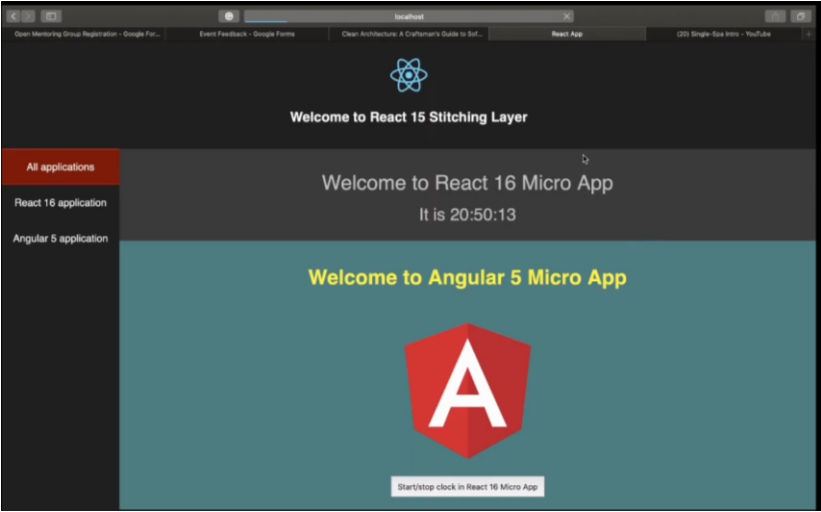 localhost
Open Mentoring Group Registration - Google For...
Event Feedback - Google Forms
Clean Architecture: A Craftsman's Guide to Sof...
React App
(20) Single-Spa Intro - YouTube
Welcome to React 15 Stitching Layer
All applications
React 16 application
Angular 5 application
Welcome to React 16 Micro App
It is 20:50:13
Welcome to Angular 5 Micro App
A
Start/stop clock in React 16 Micro App